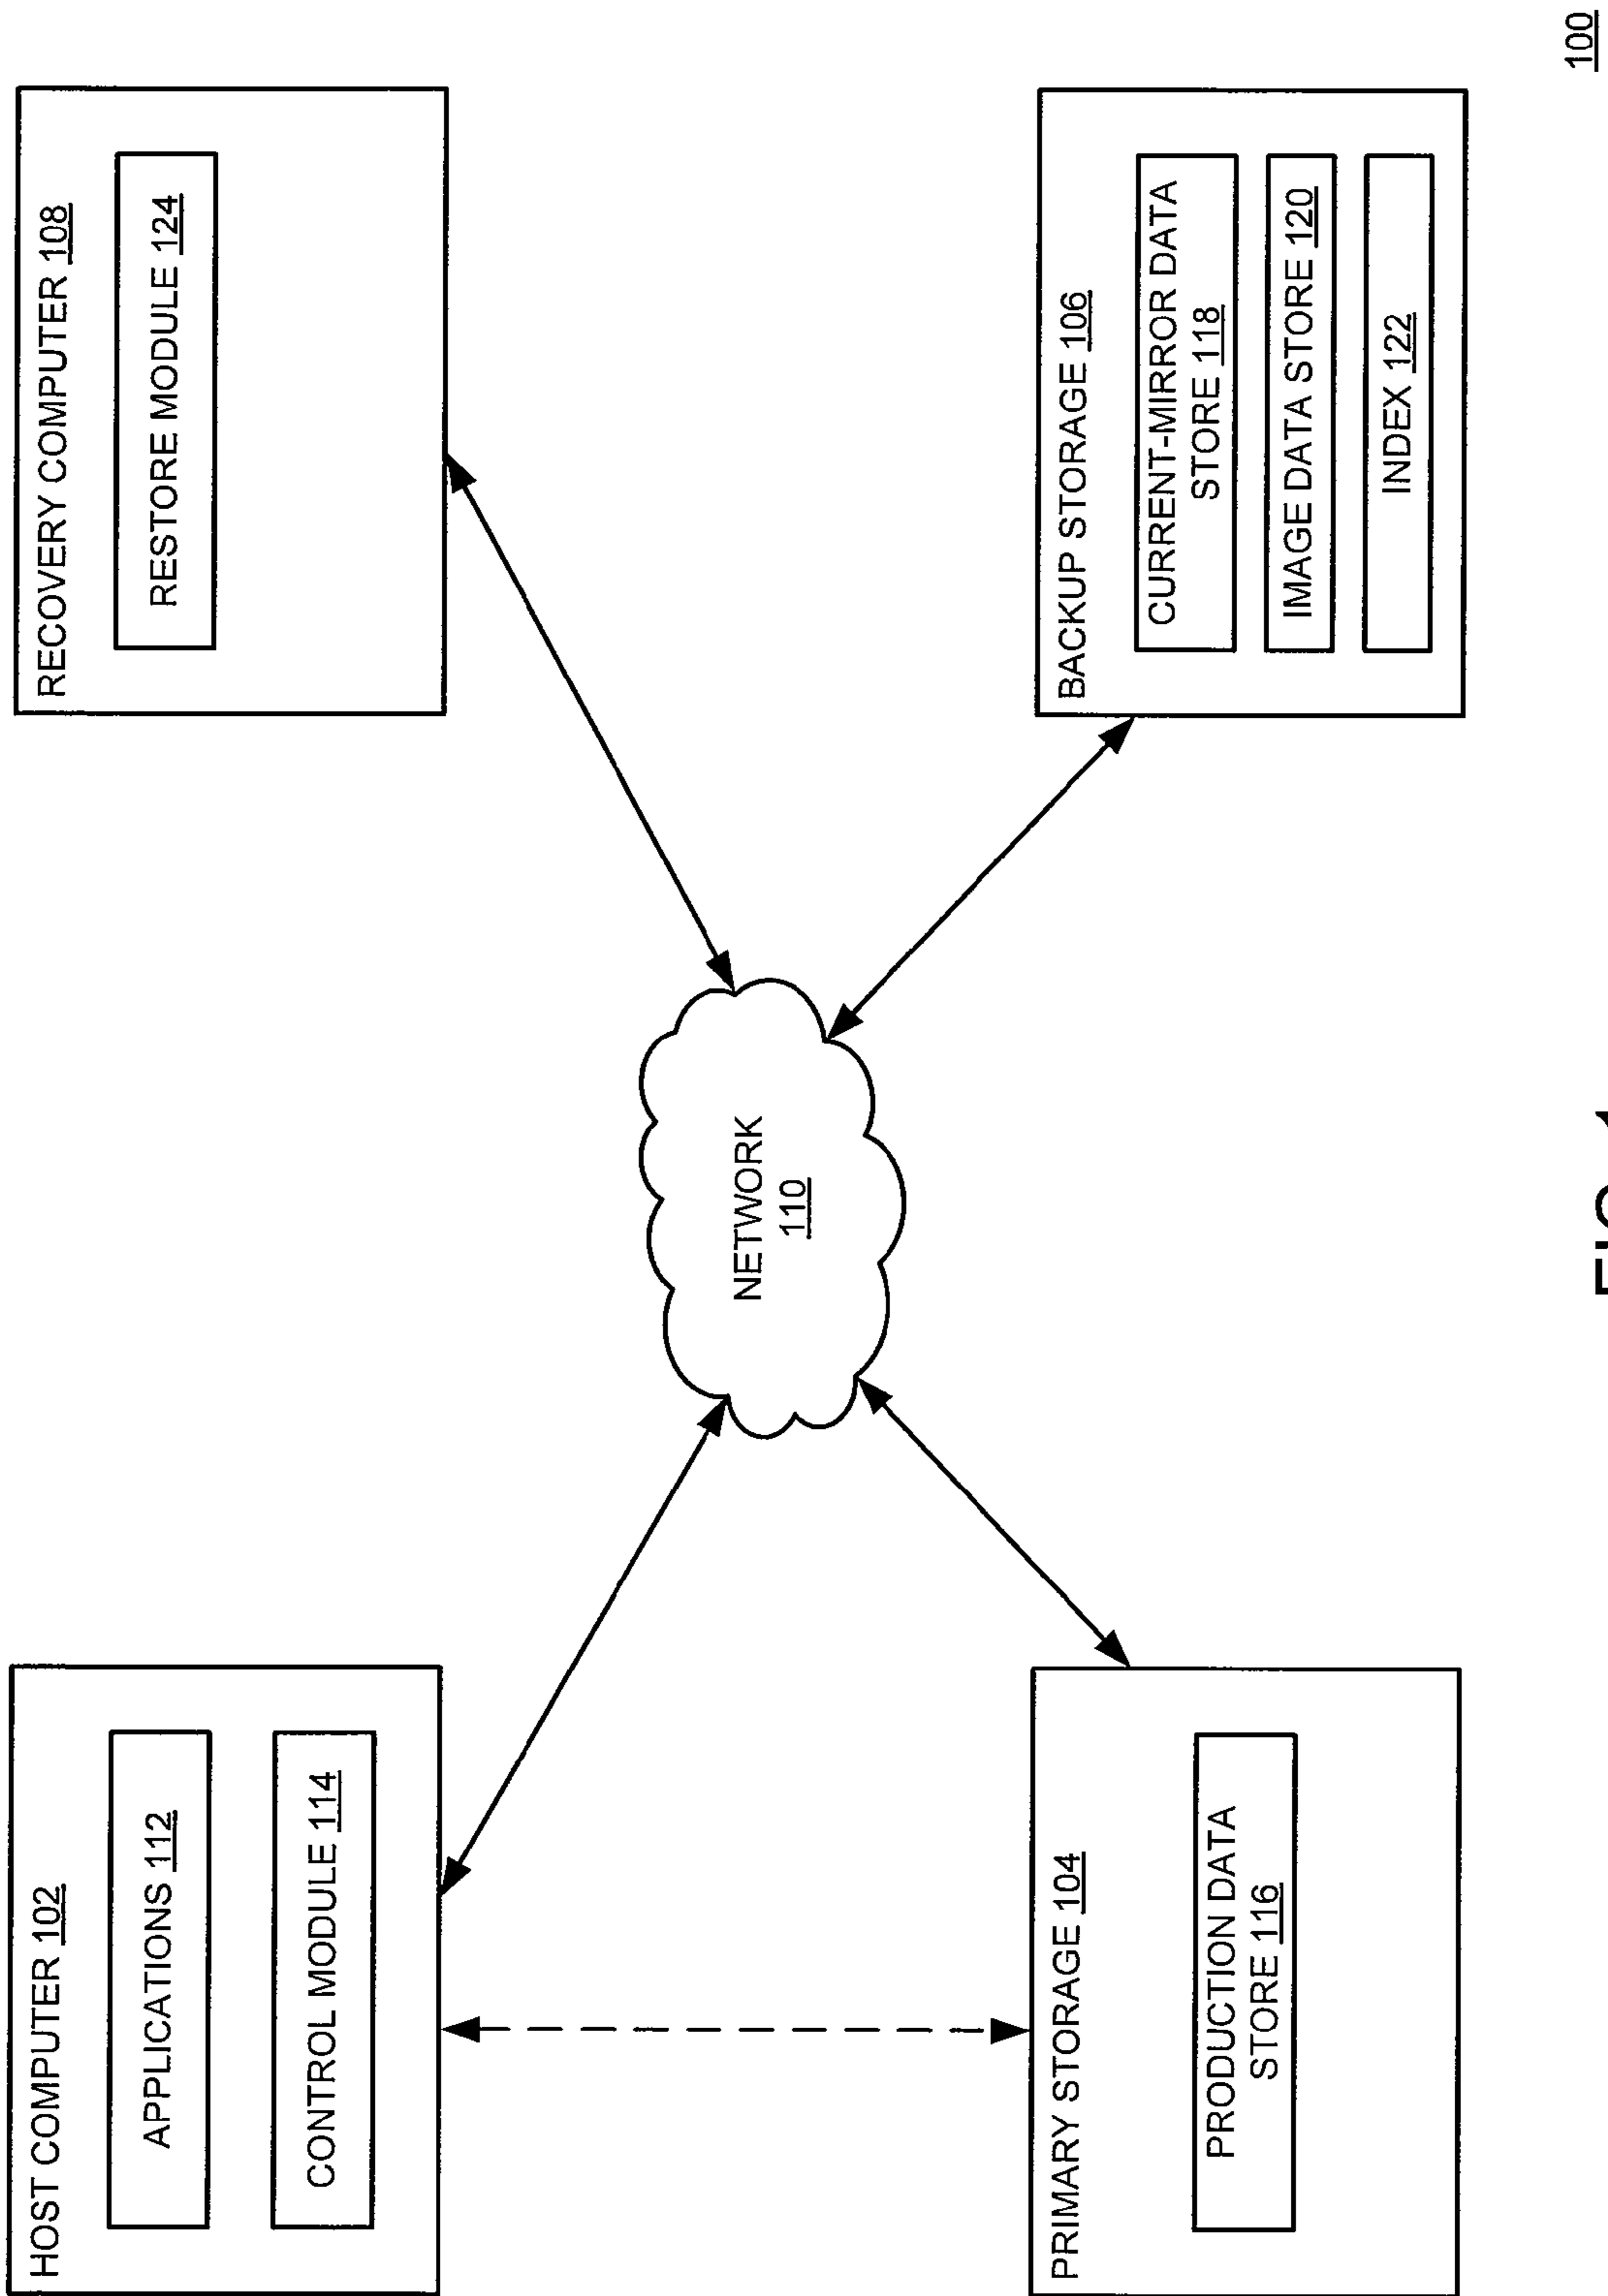 100
HOST COMPUTER 102
APPLICATIONS 112
CONTROL MODULE 114
RECOVERY COMPUTER 108
RESTORE MODULE 124
NETWORK
110
PRIMARY STORAGE 104
PRODUCTION DATA
STORE 116
BACKUP STORAGE 106
CURRENT-MIRROR DATA
STORE 118
IMAGE DATA STORE 120
INDEX 122